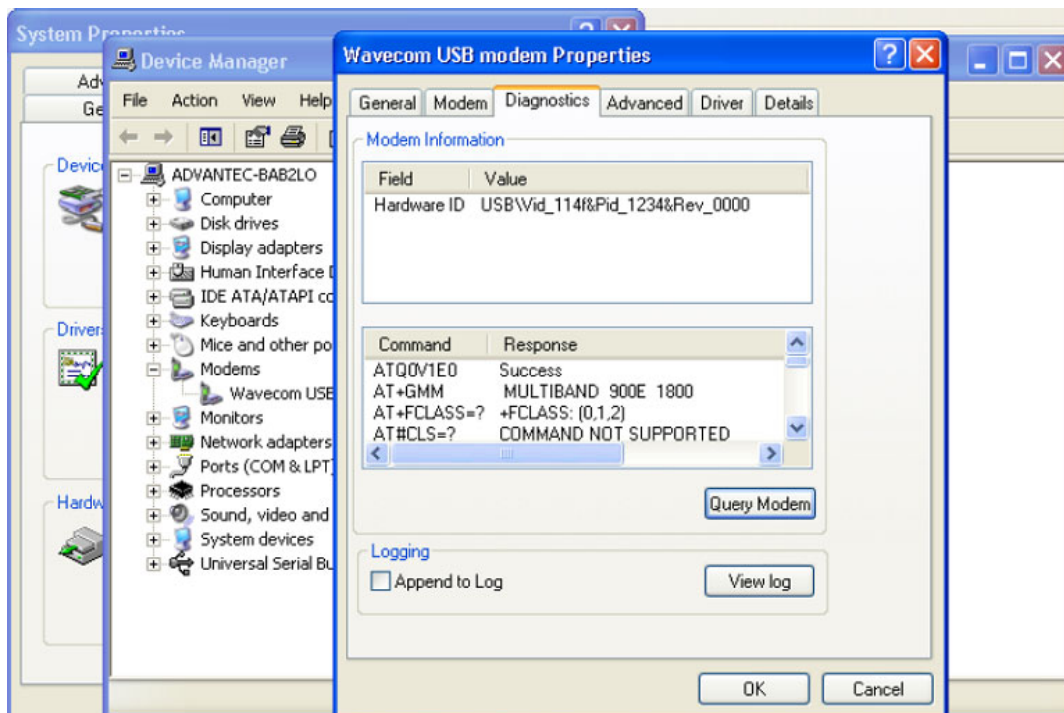 System Properties
Adv
Ge
Devic
Drivers
Hardw
Device Manager
File Action View Help
ADVANTEC-BAB2LO
Computer
Disk drives
Display adapters
Human Interface D
IDE ATA/ATAPI co
Keyboards
Mice and other po
Modems
Wavecom USB
Monitors
Network adapters
Ports (COM & LPT)
Processors
Sound, video and
System devices
Universal Serial Bu
Wavecom USB modem Properties
General Modem Diagnostics Advanced Driver Details
Modem Information
Field Value
Hardware ID USB\Vid_114f&Pid_1234&Rev_0000
Command Response
ATQ0V1E0 Success
AT+GMM MULTIBAND 900E 1800
AT+FCLASS=? +FCLASS: (0,1,2)
AT#CLS=? COMMAND NOT SUPPORTED
Query Modem
Logging
Append to Log
View log
OK Cancel